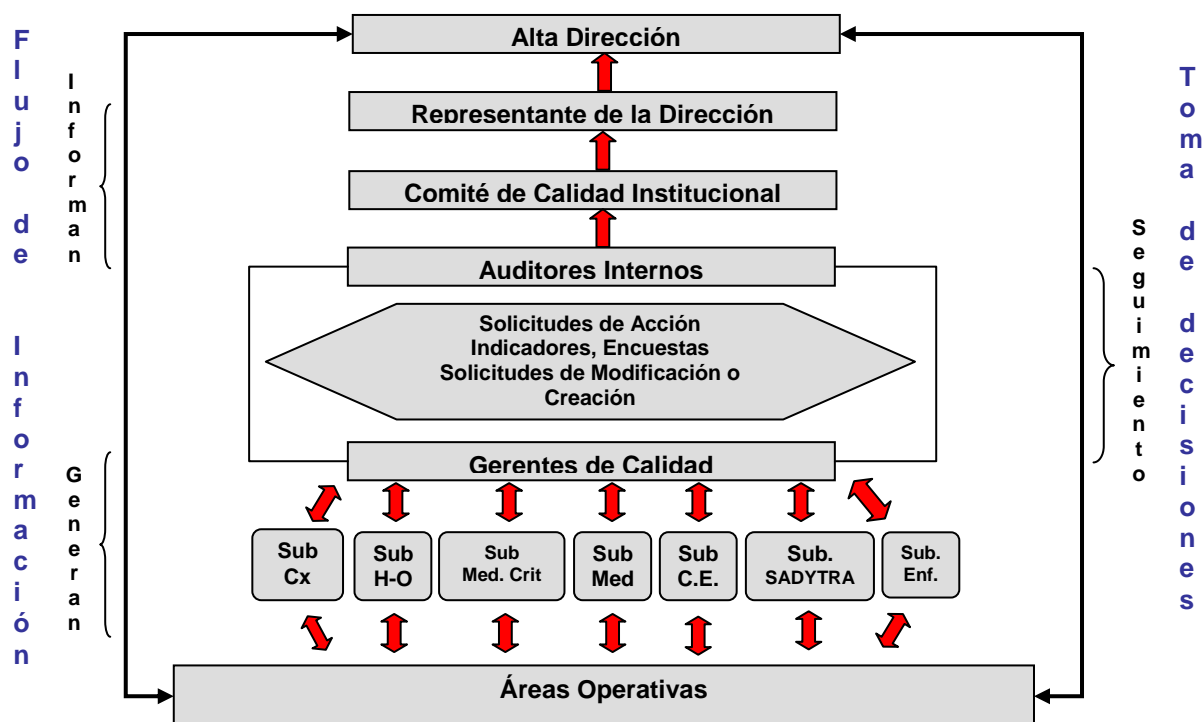 Flujo de Información
Informan
Generan
Alta Dirección
Representante de la Dirección
Comité de Calidad Institucional
Auditores Internos
Solicitudes de Acción
Indicadores, Encuestas
Solicitudes de Modificación o
Creación
Gerentes de Calidad
Sub
Cx
Sub
H-O
Sub
Med. Crit
Sub
Med
Sub
C.E.
Sub.
SADYTRA
Sub.
Enf.
Áreas Operativas
Seguimiento
Toma de decisiones